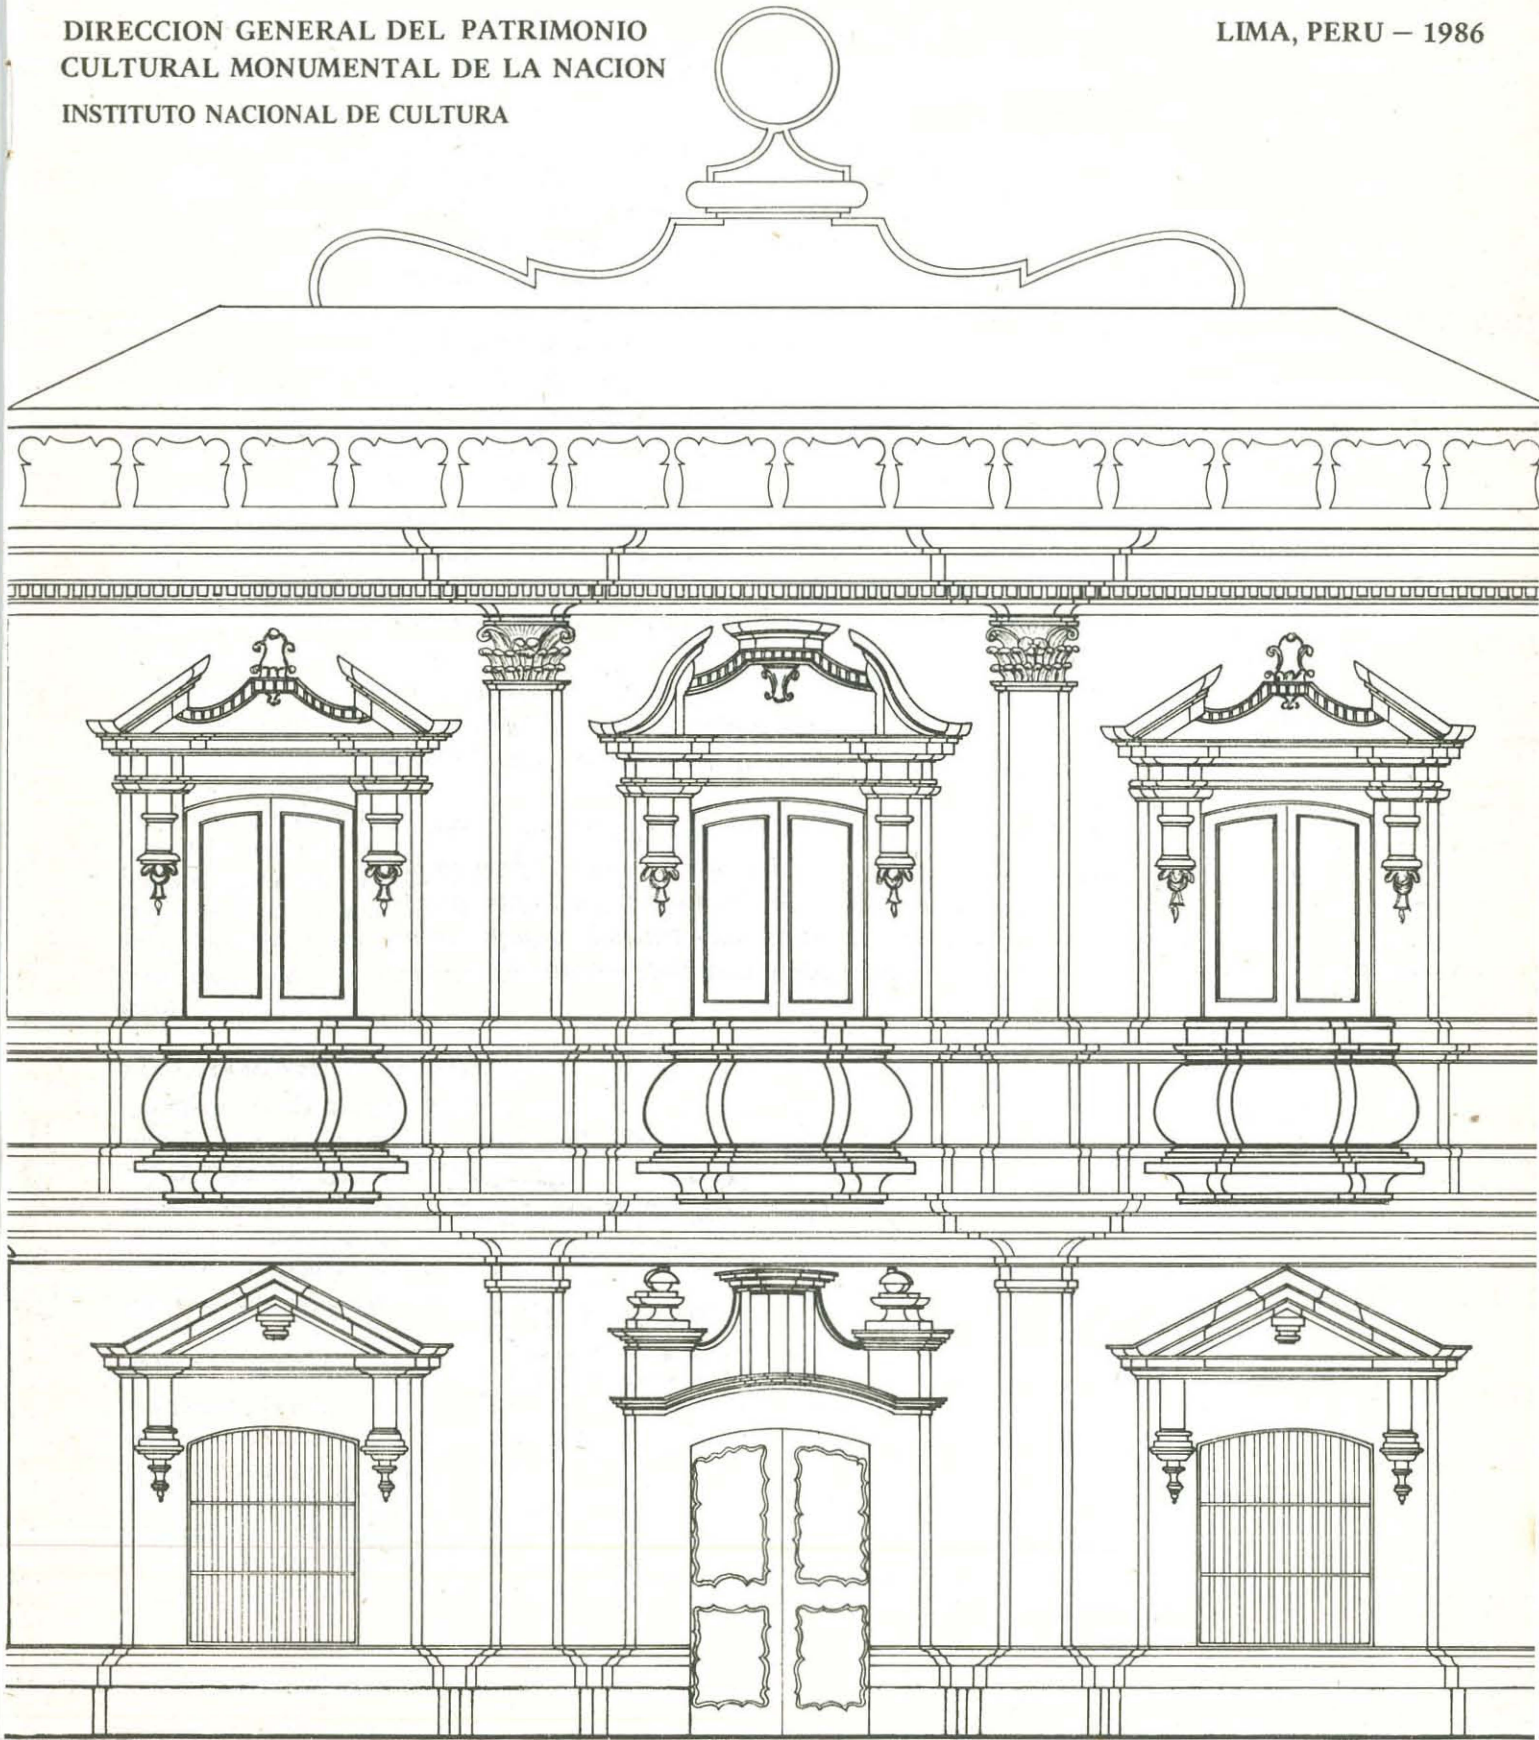 DIRECCION GENERAL DEL PATRIMONIO
CULTURAL MONUMENTAL DE LA NACION
INSTITUTO NACIONAL DE CULTURA
LIMA, PERU — 1986